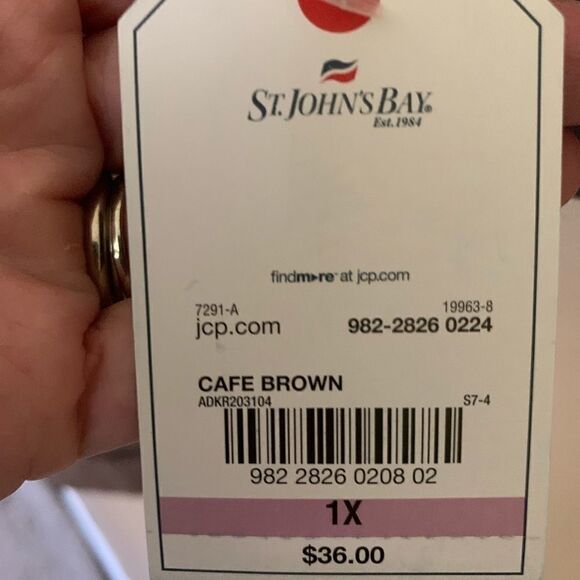 ST. JOHN'S BAY®
Est. 1984
findmore™ at jcp.com
7291-A 19963-8
jcp.com 982-2826 0224
CAFE BROWN
ADKR203104 S7-4
982 2826 0208 02
1X
$36.00